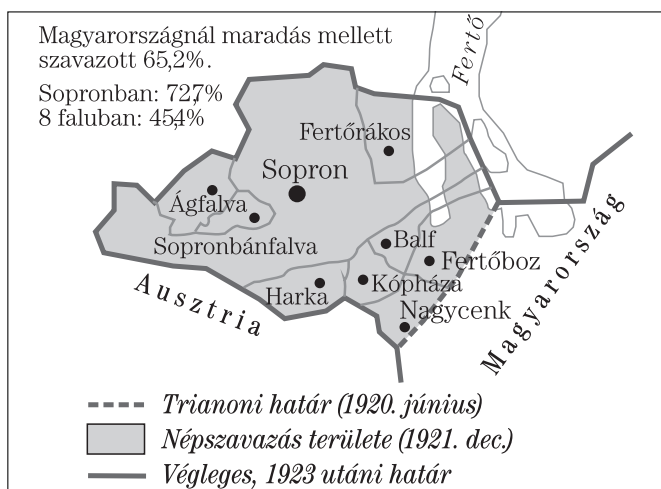 Magyarországnál maradás mellett
szavazott 65,2%.
Sopronban: 72,7%
8 faluban: 45,4%
Fertő
Fertőrákos
Sopron
Ágfalva
Sopronbánfalva
Balf
Fertőboz
Harka
Kópháza
Nagycenk
Ausztria
Magyarország
Trianoni határ (1920. június)
Népszavazás területe (1921. dec.)
Végleges, 1923 utáni határ